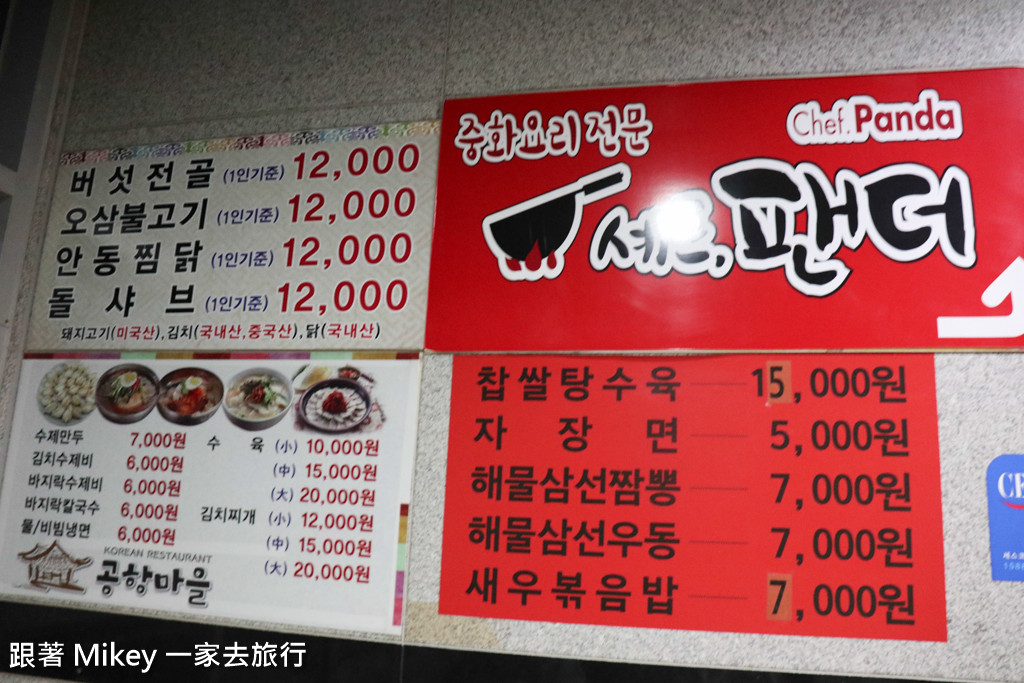 버섯전골 (1인기준) 12,000
오삼불고기 (1인기준) 12,000
안동찜닭 (1인기준) 12,000
돌샤브 (1인기준) 12,000
돼지고기(미국산),김치(국내산,중국산),닭(국내산)
중화요리 전문
Chef.Panda
셰프,팬더
수제만두 7,000원
김치수제비 6,000원
바지락수제비 6,000원
바지락칼국수 6,000원
물/비빔냉면 6,000원
수육 (小) 10,000원
(中) 15,000원
(大) 20,000원
김치찌개 (小) 12,000원
(中) 15,000원
(大) 20,000원
KOREAN RESTAURANT
공항마을
찹쌀탕수육 15,000원
자장면 5,000원
해물삼선짬뽕 7,000원
해물삼선우동 7,000원
새우볶음밥 7,000원
세스코
跟著 Mikey 一家去旅行